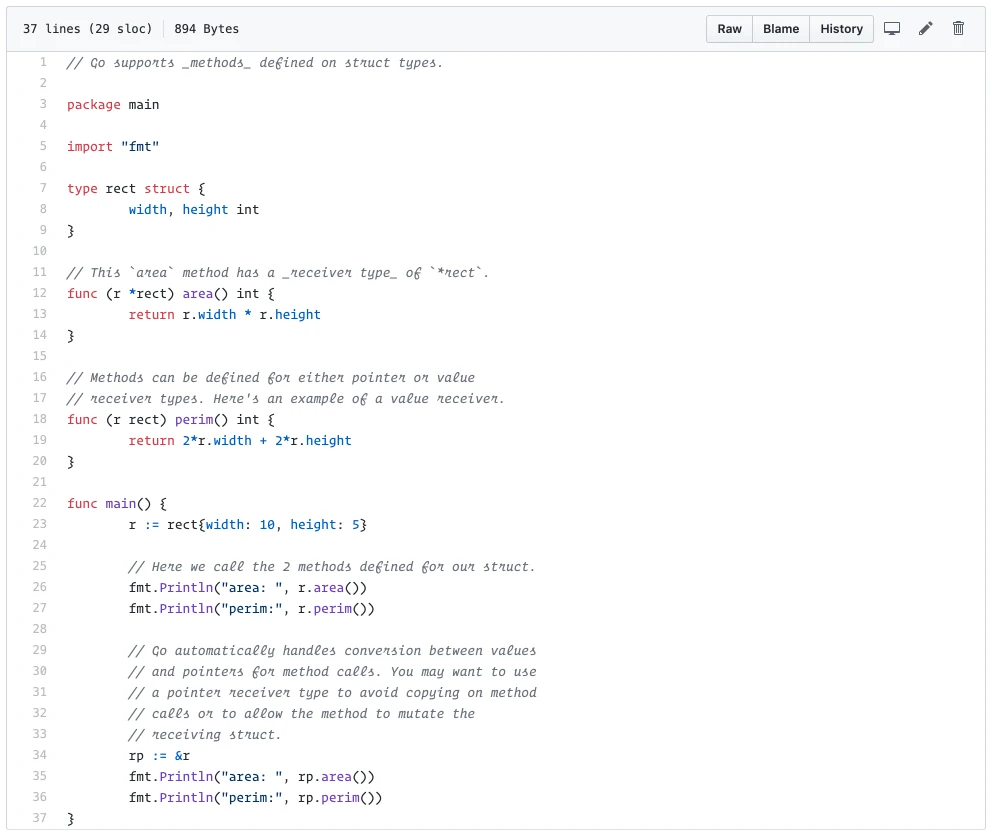 37 lines (29 sloc) 894 Bytes Raw Blame History
1 // Go supports _methods_ defined on struct types.
2
3 package main
4
5 import "fmt"
6
7 type rect struct {
8 width, height int
9 }
10
11 // This `area` method has a _receiver type_ of `*rect`.
12 func (r *rect) area() int {
13 return r.width * r.height
14 }
15
16 // Methods can be defined for either pointer or value
17 // receiver types. Here's an example of a value receiver.
18 func (r rect) perim() int {
19 return 2*r.width + 2*r.height
20 }
21
22 func main() {
23 r := rect{width: 10, height: 5}
24
25 // Here we call the 2 methods defined for our struct.
26 fmt.Println("area: ", r.area())
27 fmt.Println("perim:", r.perim())
28
29 // Go automatically handles conversion between values
30 // and pointers for method calls. You may want to use
31 // a pointer receiver type to avoid copying on method
32 // calls or to allow the method to mutate the
33 // receiving struct.
34 rp := &r
35 fmt.Println("area: ", rp.area())
36 fmt.Println("perim:", rp.perim())
37 }